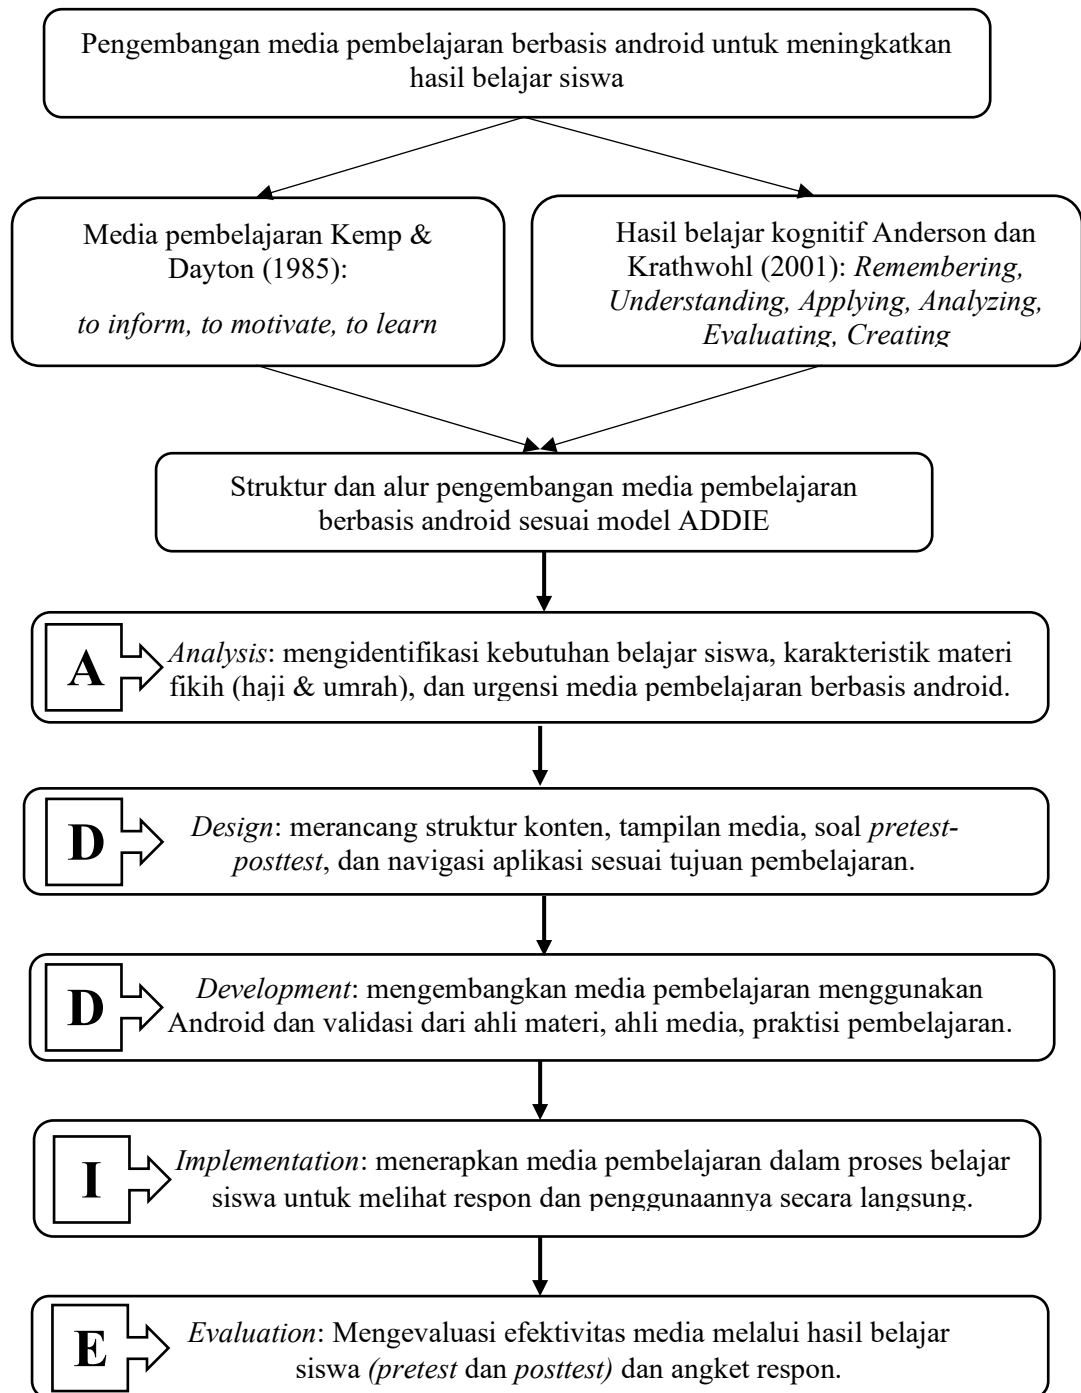 Pengembangan media pembelajaran berbasis android untuk meningkatkan
hasil belajar siswa
Media pembelajaran Kemp &
Dayton (1985):
to inform, to motivate, to learn
Hasil belajar kognitif Anderson dan
Krathwohl (2001): Remembering,
Understanding, Applying, Analyzing,
Evaluating, Creating
Struktur dan alur pengembangan media pembelajaran
berbasis android sesuai model ADDIE
A
Analysis: mengidentifikasi kebutuhan belajar siswa, karakteristik materi
fikih (haji & umrah), dan urgensi media pembelajaran berbasis android.
D
Design: merancang struktur konten, tampilan media, soal pretest-
posttest, dan navigasi aplikasi sesuai tujuan pembelajaran.
D
Development: mengembangkan media pembelajaran menggunakan
Android dan validasi dari ahli materi, ahli media, praktisi pembelajaran.
I
Implementation: menerapkan media pembelajaran dalam proses belajar
siswa untuk melihat respon dan penggunaannya secara langsung.
E
Evaluation: Mengevaluasi efektivitas media melalui hasil belajar
siswa (pretest dan posttest) dan angket respon.